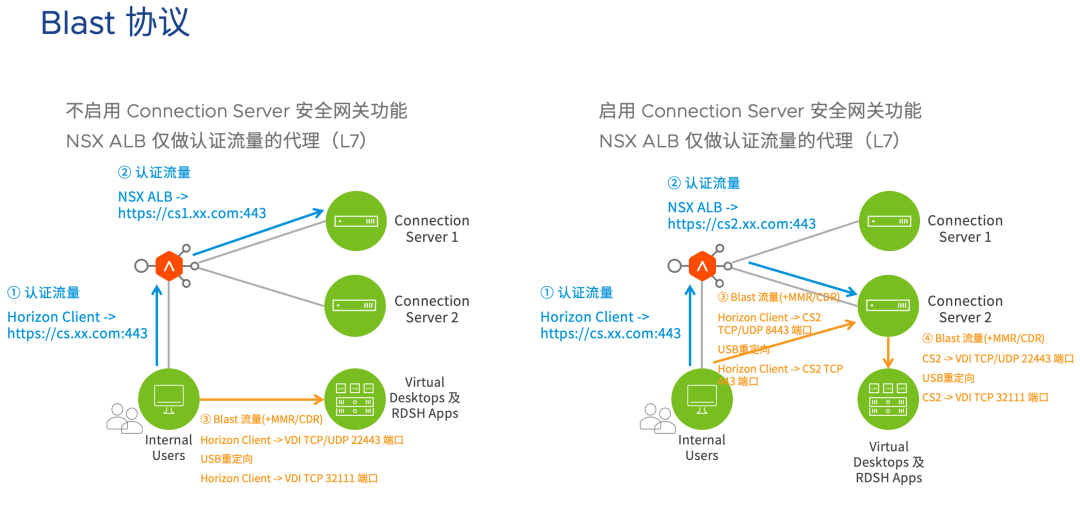 Blast 协议
不启用 Connection Server 安全网关功能
NSX ALB 仅做认证流量的代理（L7）
② 认证流量
NSX ALB ->
https://cs1.xx.com:443
Connection
Server 1
① 认证流量
Horizon Client ->
https://cs.xx.com:443
Connection
Server 2
Internal
Users
Virtual
Desktops 及
RDSH Apps
③ Blast 流量(+MMR/CDR)
Horizon Client -> VDI TCP/UDP 22443 端口
USB重定向
Horizon Client -> VDI TCP 32111 端口
启用 Connection Server 安全网关功能
NSX ALB 仅做认证流量的代理（L7）
② 认证流量
NSX ALB ->
https://cs2.xx.com:443
Connection
Server 1
① 认证流量
Horizon Client ->
https://cs.xx.com:443
③ Blast 流量(+MMR/CDR)
Horizon Client -> CS2
TCP/UDP 8443 端口
USB重定向
Horizon Client -> CS2 TCP
443 端口
Connection
Server 2
④ Blast 流量(+MMR/CDR)
CS2 -> VDI TCP/UDP 22443 端口
USB重定向
CS2 -> VDI TCP 32111 端口
Internal
Users
Virtual
Desktops 及
RDSH Apps